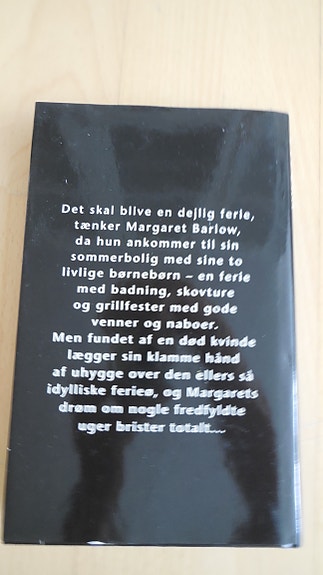 Det skal blive en dejlig ferie,
tænker Margaret Barlow,
da hun ankommer til sin
sommerbolig med sine to
livlige børnebørn – en ferie
med badning, skovture
og grillfester med gode
venner og naboer.
Men fundet af en død kvinde
lægger sin klamme hånd
af uhygge over den ellers så
idylliske ferieø, og Margarets
drøm om nogle fredfyldte
uger brister totalt...